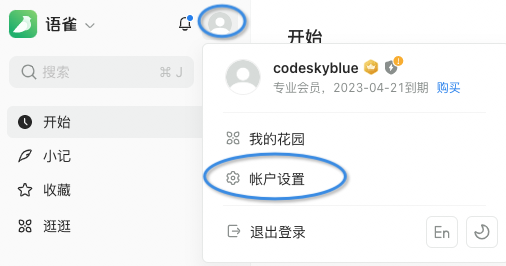 语雀
开始
搜索
⌘ J
codeskyblue
专业会员，2023-04-21到期 购买
开始
我的花园
小记
帐户设置
收藏
逛逛
退出登录
En